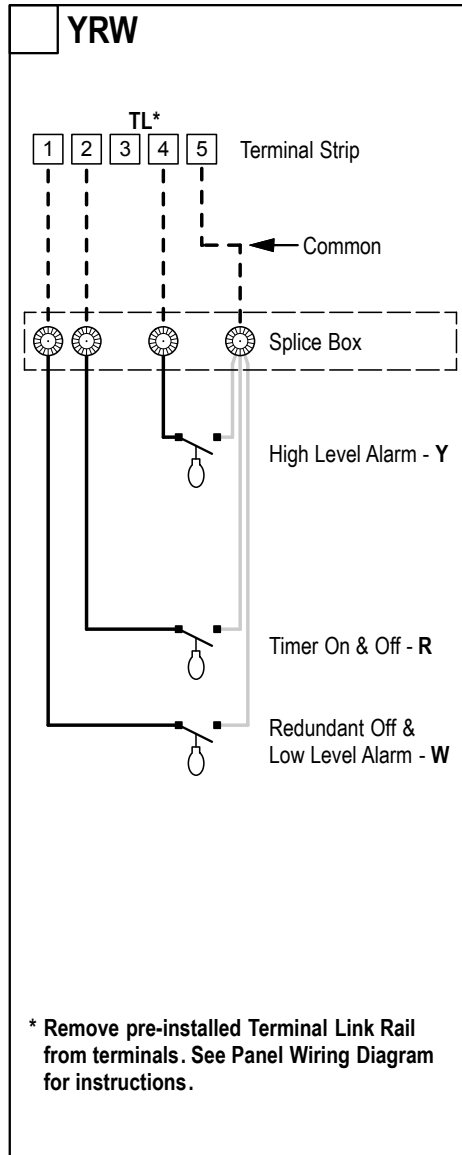 YRW
TL*
1 2 3 4 5 Terminal Strip
Common
Splice Box
High Level Alarm - Y
Timer On & Off - R
Redundant Off &
Low Level Alarm - W
* Remove pre-installed Terminal Link Rail
from terminals. See Panel Wiring Diagram
for instructions.